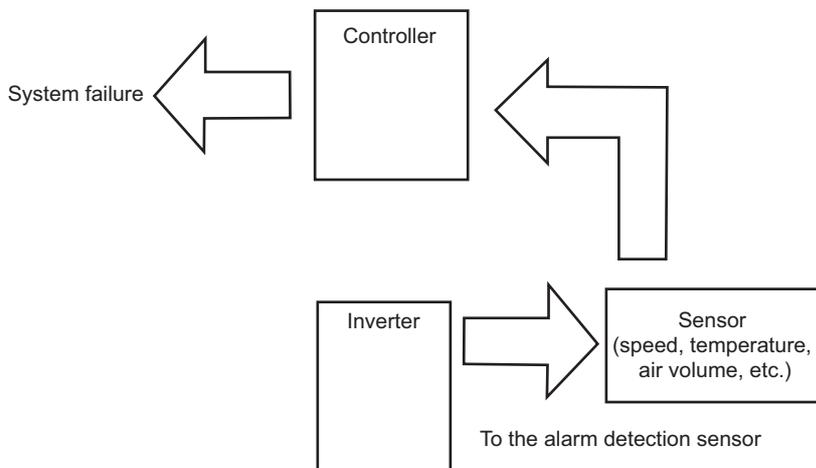 Controller
System failure
Inverter
Sensor
(speed, temperature,
air volume, etc.)
To the alarm detection sensor